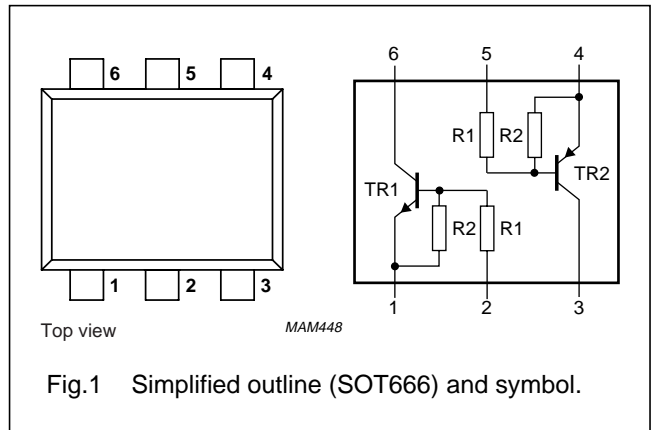 6 5 4
1 2 3
Top view
6 5 4
R1 R2
TR2
TR1
R2 R1
1 2 3
MAM448
Fig.1 Simplified outline (SOT666) and symbol.